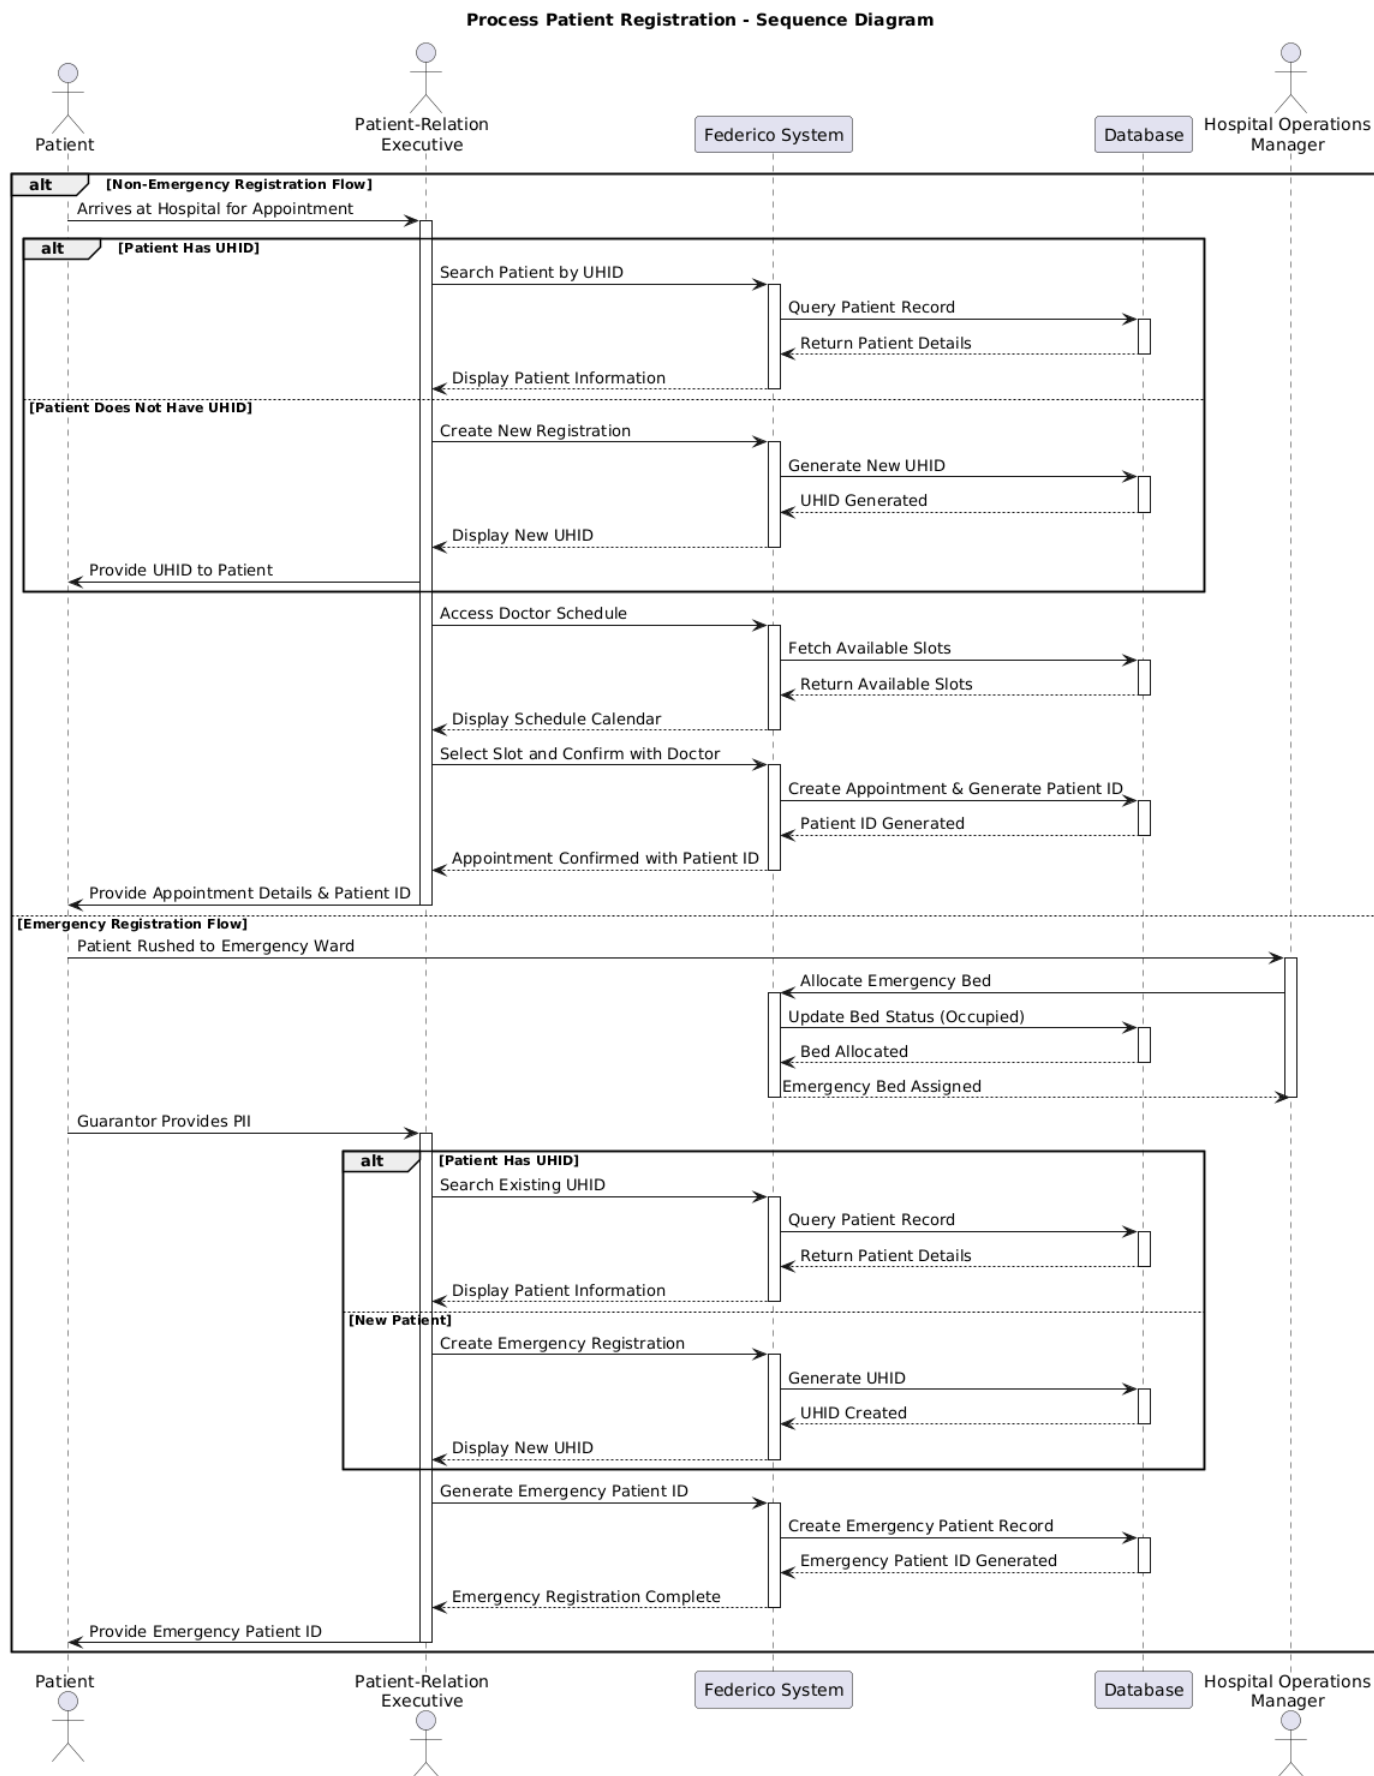 Process Patient Registration - Sequence Diagram
Patient
Patient-Relation
Executive
Federico System
Database
Hospital Operations
Manager
alt
[Non-Emergency Registration Flow]
Arrives at Hospital for Appointment
alt
[Patient Has UHID]
Search Patient by UHID
Query Patient Record
Return Patient Details
Display Patient Information
[Patient Does Not Have UHID]
Create New Registration
Generate New UHID
UHID Generated
Display New UHID
Provide UHID to Patient
Access Doctor Schedule
Fetch Available Slots
Return Available Slots
Display Schedule Calendar
Select Slot and Confirm with Doctor
Create Appointment & Generate Patient ID
Patient ID Generated
Appointment Confirmed with Patient ID
Provide Appointment Details & Patient ID
[Emergency Registration Flow]
Patient Rushed to Emergency Ward
Allocate Emergency Bed
Update Bed Status (Occupied)
Bed Allocated
Emergency Bed Assigned
Guarantor Provides PII
alt
[Patient Has UHID]
Search Existing UHID
Query Patient Record
Return Patient Details
Display Patient Information
[New Patient]
Create Emergency Registration
Generate UHID
UHID Created
Display New UHID
Generate Emergency Patient ID
Create Emergency Patient Record
Emergency Patient ID Generated
Emergency Registration Complete
Provide Emergency Patient ID
Patient
Patient-Relation
Executive
Federico System
Database
Hospital Operations
Manager